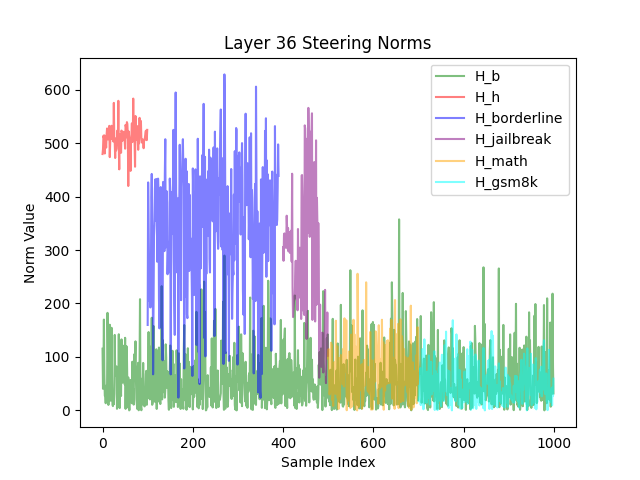 Layer 36 Steering Norms
H_b
H_h
H_borderline
H_jailbreak
H_math
H_gsm8k
Norm Value
600
500
400
300
200
100
0
0
200
400
600
800
1000
Sample Index